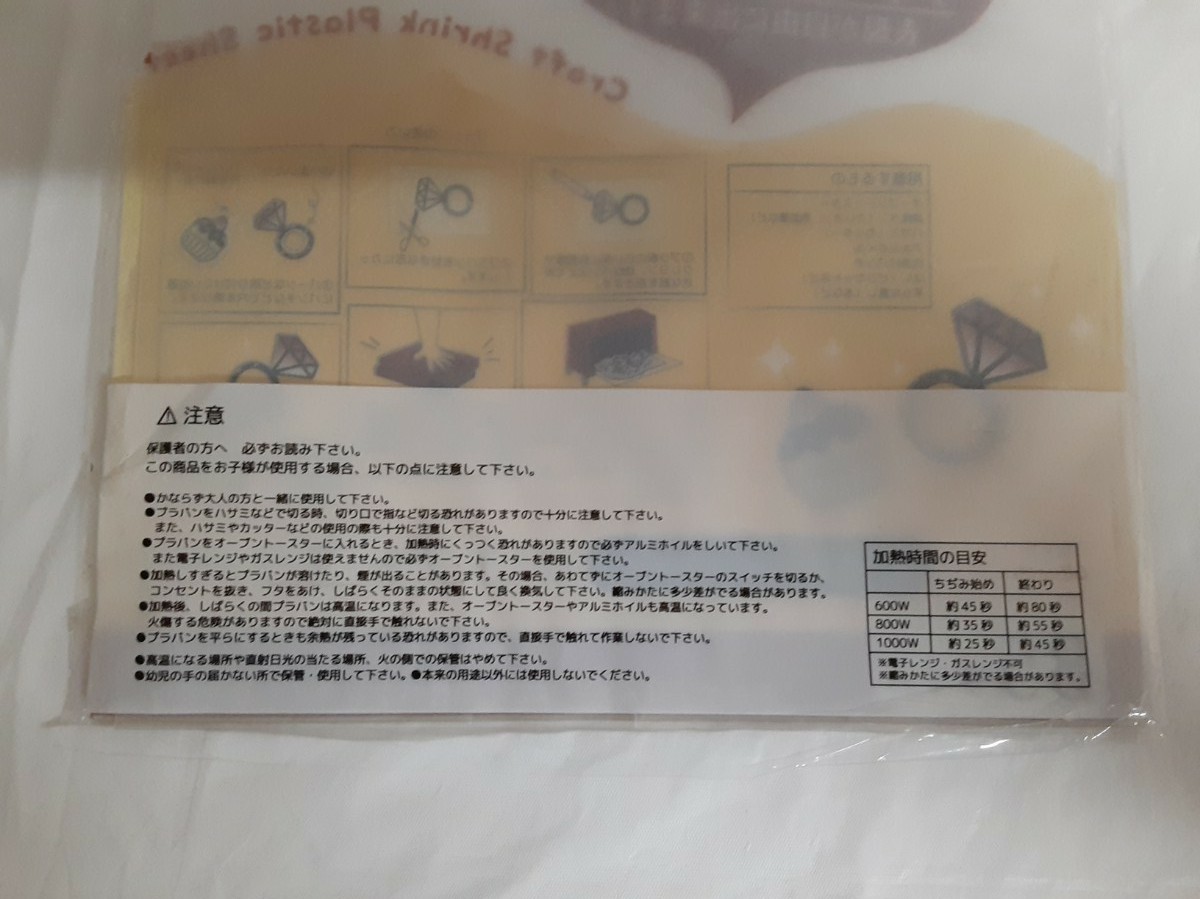 Craft Shrink Plastic Sheet
用意するもの
⚠注意
保護者の方へ 必ずお読み下さい。
この商品をお子様が使用する場合、以下の点に注意して下さい。
●かならず大人の方と一緒に使用して下さい。
●プラバンをハサミなどで切る時、切り口で指など切る恐れがありますので十分に注意して下さい。
また、ハサミやカッターなどの使用の際も十分に注意して下さい。
●プラバンをオーブントースターに入れるとき、加熱時にくっつく恐れがありますので必ずアルミホイルをしいて下さい。
また電子レンジやガスレンジは使えませんので必ずオーブントースターを使用して下さい。
●加熱しすぎるとプラバンが溶けたり、煙が出ることがあります。その場合、あわてずにオーブントースターのスイッチを切るか、
コンセントを抜き、フタをあけ、しばらくそのままの状態にして良く換気して下さい。縮みかたに多少差がでる場合があります。
●加熱後、しばらくの間プラバンは高温になります。また、オーブントースターやアルミホイルも高温になっています。
火傷する危険がありますので絶対に直接手で触れないで下さい。
●プラバンを平らにするときも余熱が残っている恐れがありますので、直接手で触れて作業しないで下さい。
●高温になる場所や直射日光の当たる場所、火の側での保管はやめて下さい。
●幼児の手の届かない所で保管・使用して下さい。●本来の用途以外には使用しないでください。
加熱時間の目安
ちぢみ始め 終わり
600W 約45秒 約80秒
800W 約35秒 約55秒
1000W 約25秒 約45秒
※電子レンジ・ガスレンジ不可
※縮みかたに多少差がでる場合があります。